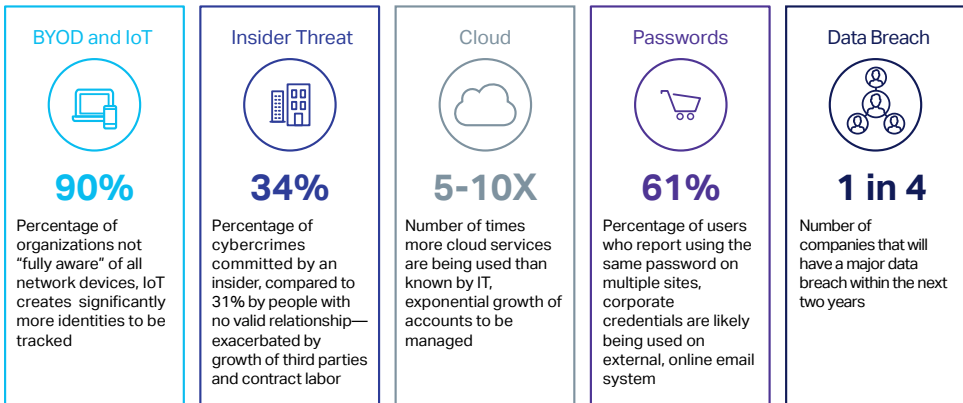 BYOD and IoT
90%
Percentage of
organizations not
“fully aware” of all
network devices, IoT
creates significantly
more identities to be
tracked
Insider Threat
34%
Percentage of
cybercrimes
committed by an
insider, compared to
31% by people with
no valid relationship—
exacerbated by
growth of third parties
and contract labor
Cloud
5-10X
Number of times
more cloud services
are being used than
known by IT,
exponential growth of
accounts to be
managed
Passwords
61%
Percentage of users
who report using the
same password on
multiple sites,
corporate
credentials are likely
being used on
external, online email
system
Data Breach
1 in 4
Number of
companies that will
have a major data
breach within the next
two years